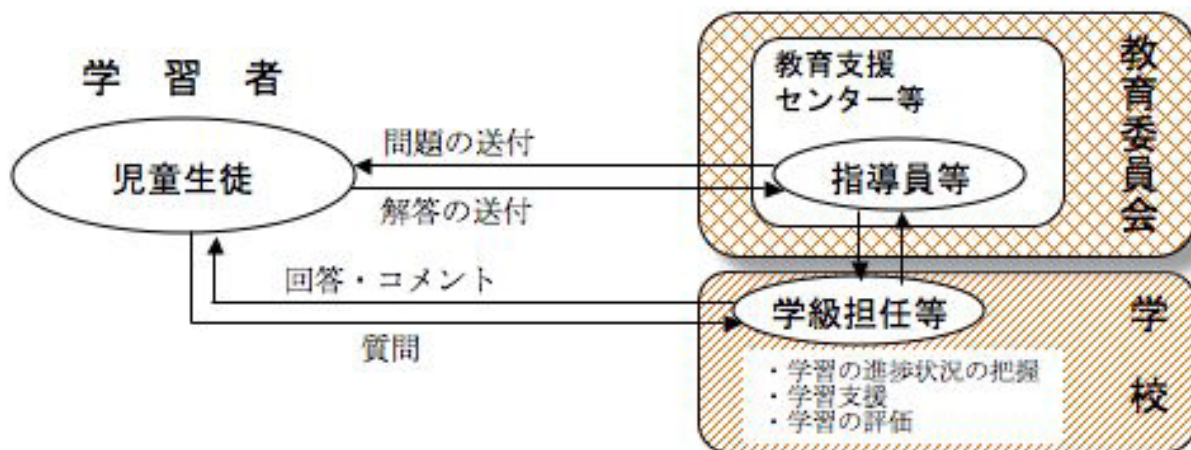 学習者
児童生徒
問題の送付
解答の送付
回答・コメント
質問
教育委員会
教育支援
センター等
指導員等
学校
学級担任等
・学習の進捗状況の把握
・学習支援
・学習の評価